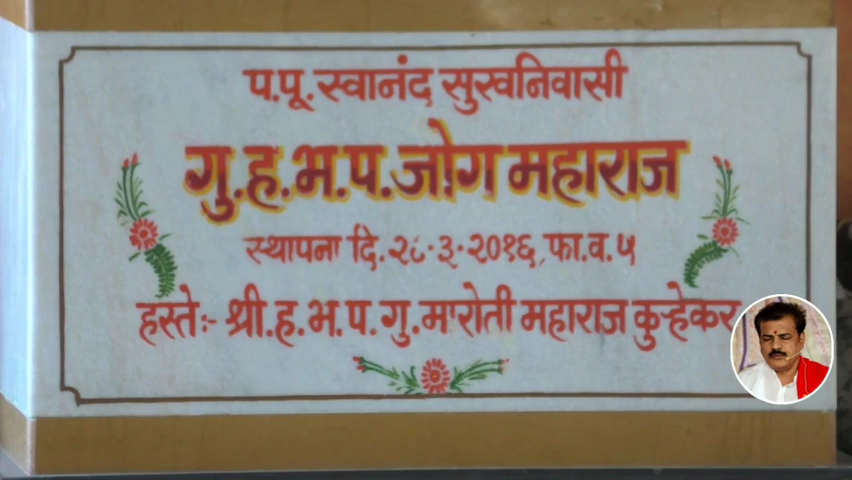 प.पू. स्वानंद सुखनिवासी
गु.ह.भ.प. जोग महाराज
स्थापना दि. २८.३.२०१६, फा.व.५
हस्ते:- श्री.ह.भ.प.गु.मारोती महाराज कुऱ्हेकर